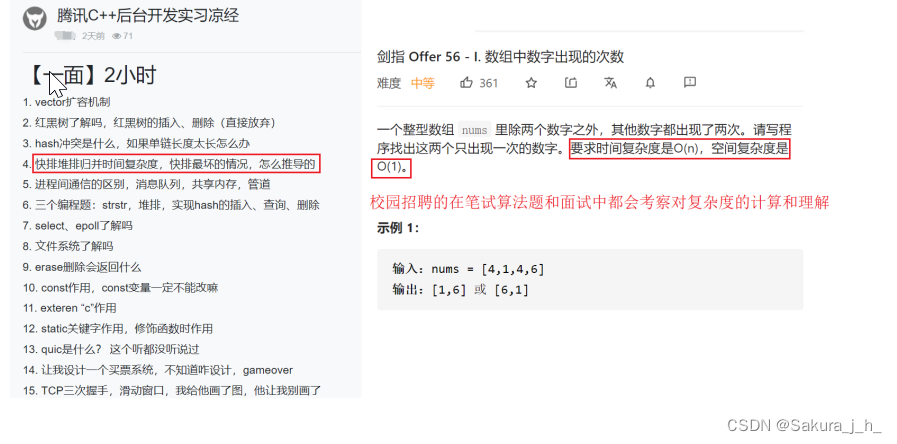 腾讯C++后台开发实习凉经
2天前 71
【一面】2小时
1. vector扩容机制
2. 红黑树了解吗，红黑树的插入、删除（直接放弃）
3. hash冲突是什么，如果单链长度太长怎么办
4. 快排堆排归并时间复杂度，快排最坏的情况，怎么推导的
5. 进程间通信的区别，消息队列，共享内存，管道
6. 三个编程题：strstr，堆排，实现hash的插入、查询、删除
7. select、epoll了解吗
8. 文件系统了解吗
9. erase删除会返回什么
10. const作用，const变量一定不能改嘛
11. exteren “c”作用
12. static关键字作用，修饰函数时作用
13. quic是什么？ 这个听都没听说过
14. 让我设计一个买票系统，不知道咋设计，gameover
15. TCP三次握手，滑动窗口，我给他画了图，他让我别画了
剑指 Offer 56 - I. 数组中数字出现的次数
难度 中等 361
一个整型数组 nums 里除两个数字之外，其他数字都出现了两次。请写程
序找出这两个只出现一次的数字。要求时间复杂度是O(n)，空间复杂度是
O(1)。
校园招聘的在笔试算法题和面试中都会考察对复杂度的计算和理解
示例 1：
输入：nums = [4,1,4,6]
输出：[1,6] 或 [6,1]
CSDN @Sakura_j_h_